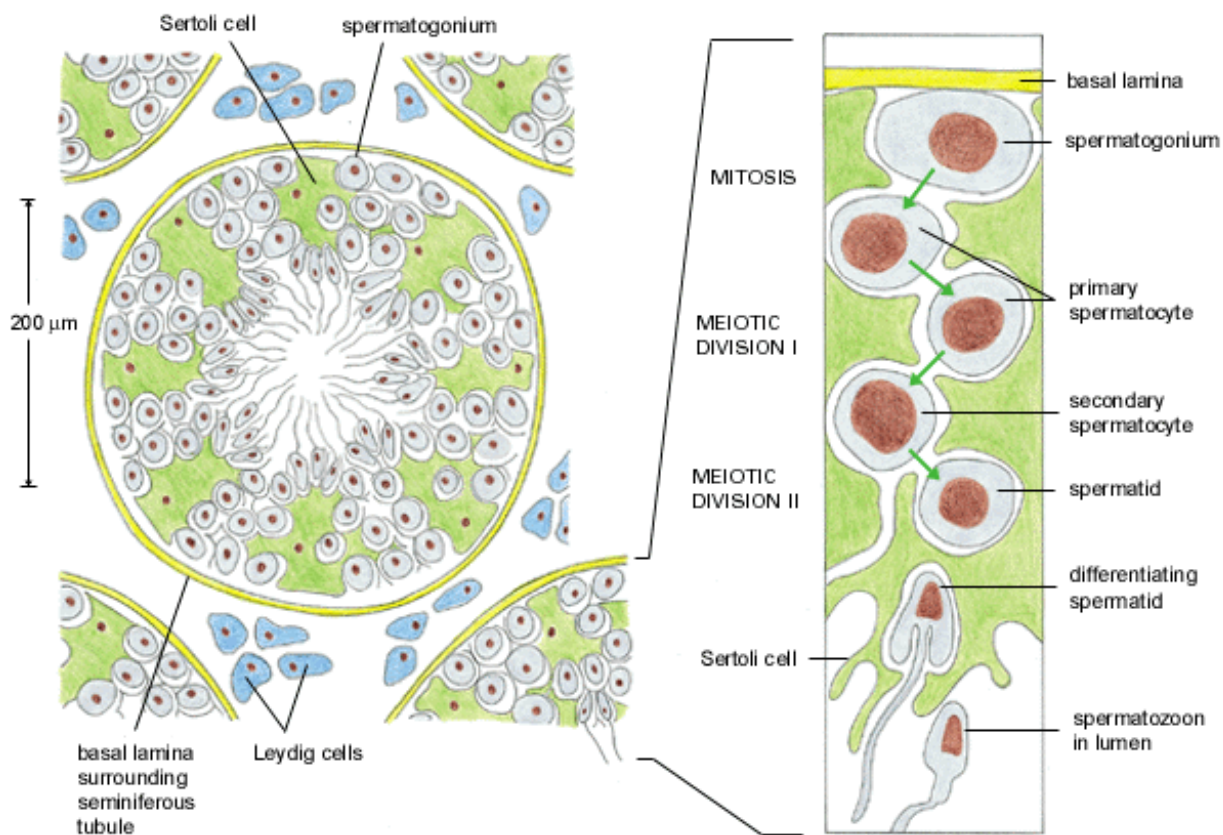 Sertoli cell
spermatogonium
200 μm
basal lamina
surrounding
seminiferous
tubule
Leydig cells
MITOSIS
MEIOTIC
DIVISION I
MEIOTIC
DIVISION II
Sertoli cell
basal lamina
spermatogonium
primary
spermatocyte
secondary
spermatocyte
spermatid
differentiating
spermatid
spermatozoon
in lumen